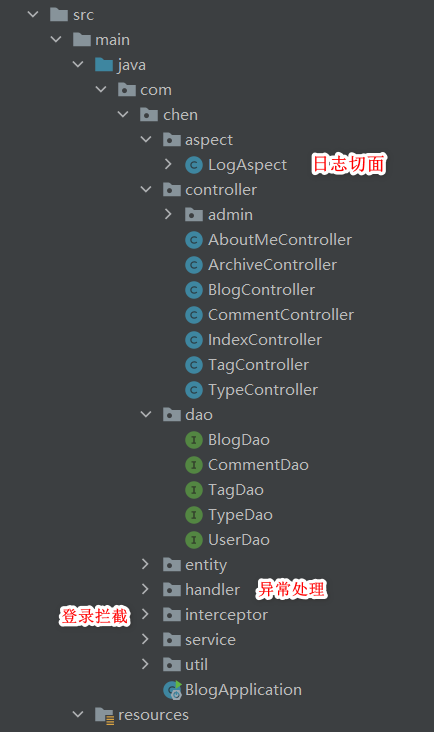 src
main
java
com
chen
aspect
LogAspect 日志切面
controller
admin
AboutMeController
ArchiveController
BlogController
CommentController
IndexController
TagController
TypeController
dao
BlogDao
CommentDao
TagDao
TypeDao
UserDao
entity
handler 异常处理
登录拦截 interceptor
service
util
BlogApplication
resources